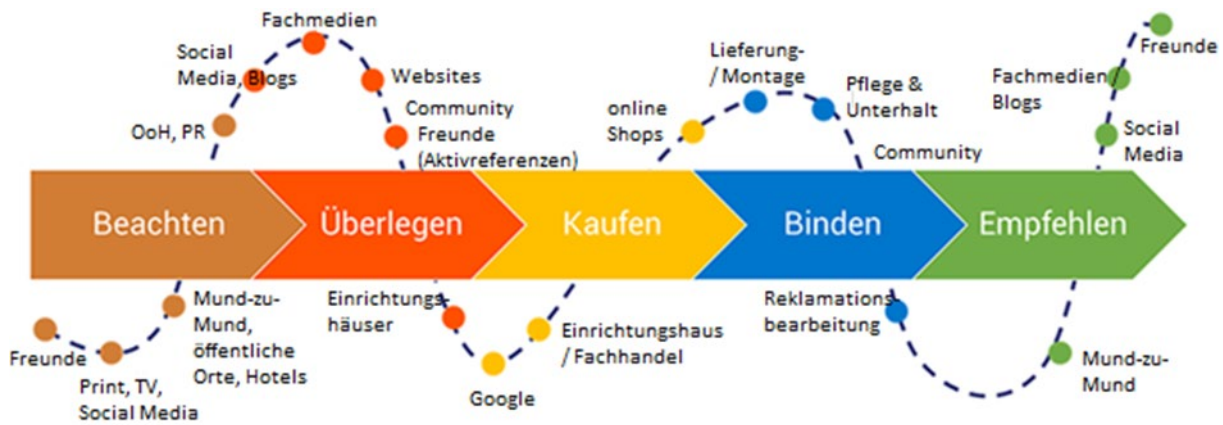 Fachmedien
Social
Media, Blogs
Websites
OoH, PR
Community
Freunde
(Aktivreferenzen)
online
Shops
Lieferung-
/ Montage
Pflege &
Unterhalt
Community
Freunde
Fachmedien
Blogs
Social
Media
Beachten
Überlegen
Kaufen
Binden
Empfehlen
Freunde
Print, TV,
Social Media
Mund-zu-
Mund,
öffentliche
Orte, Hotels
Einrichtungs-
häuser
Google
Einrichtungshaus
/ Fachhandel
Reklamations-
bearbeitung
Mund-zu-
Mund